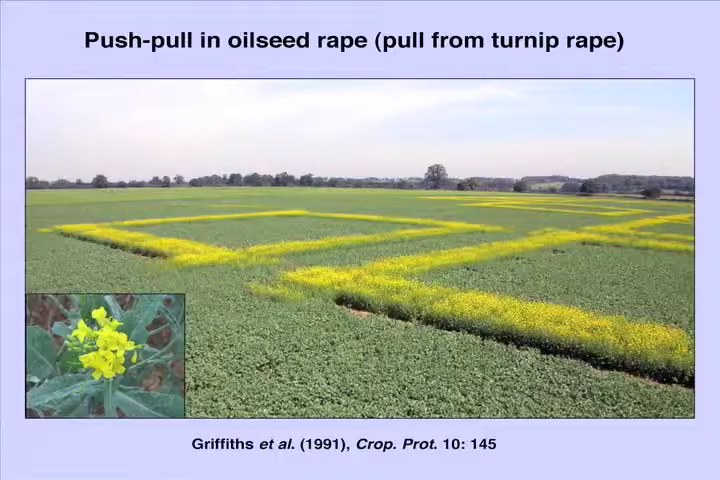 Push-pull in oilseed rape (pull from turnip rape)
Griffiths et al. (1991), Crop. Prot. 10: 145